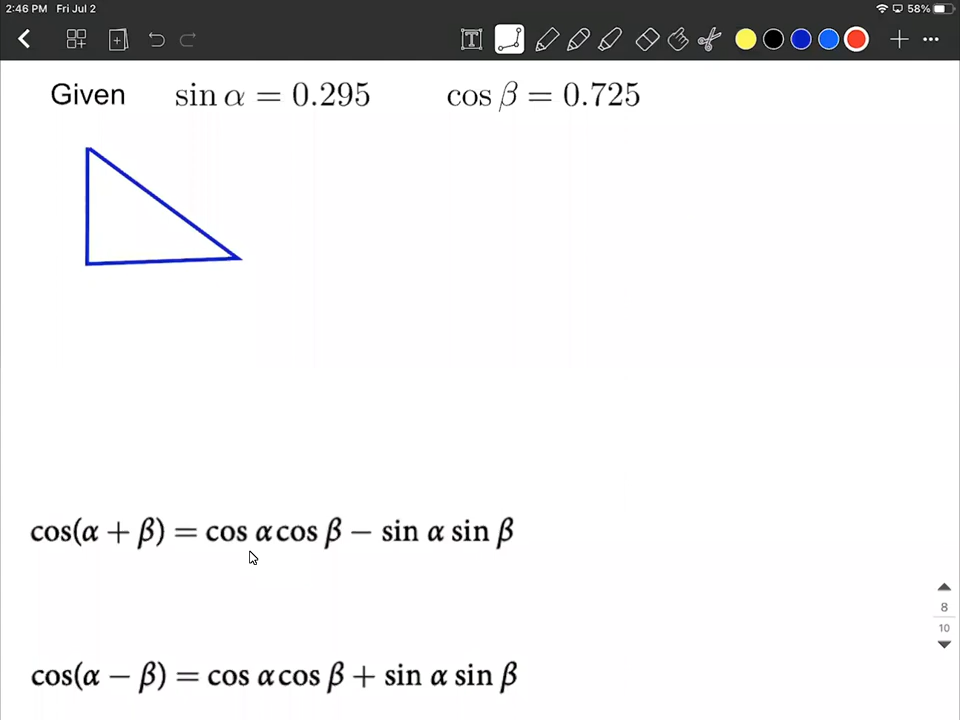 2:46 PM Fri Jul 2 58%
T
Given sin α = 0.295 cos β = 0.725
cos(α + β) = cos α cos β − sin α sin β
8
10
cos(α − β) = cos α cos β + sin α sin β